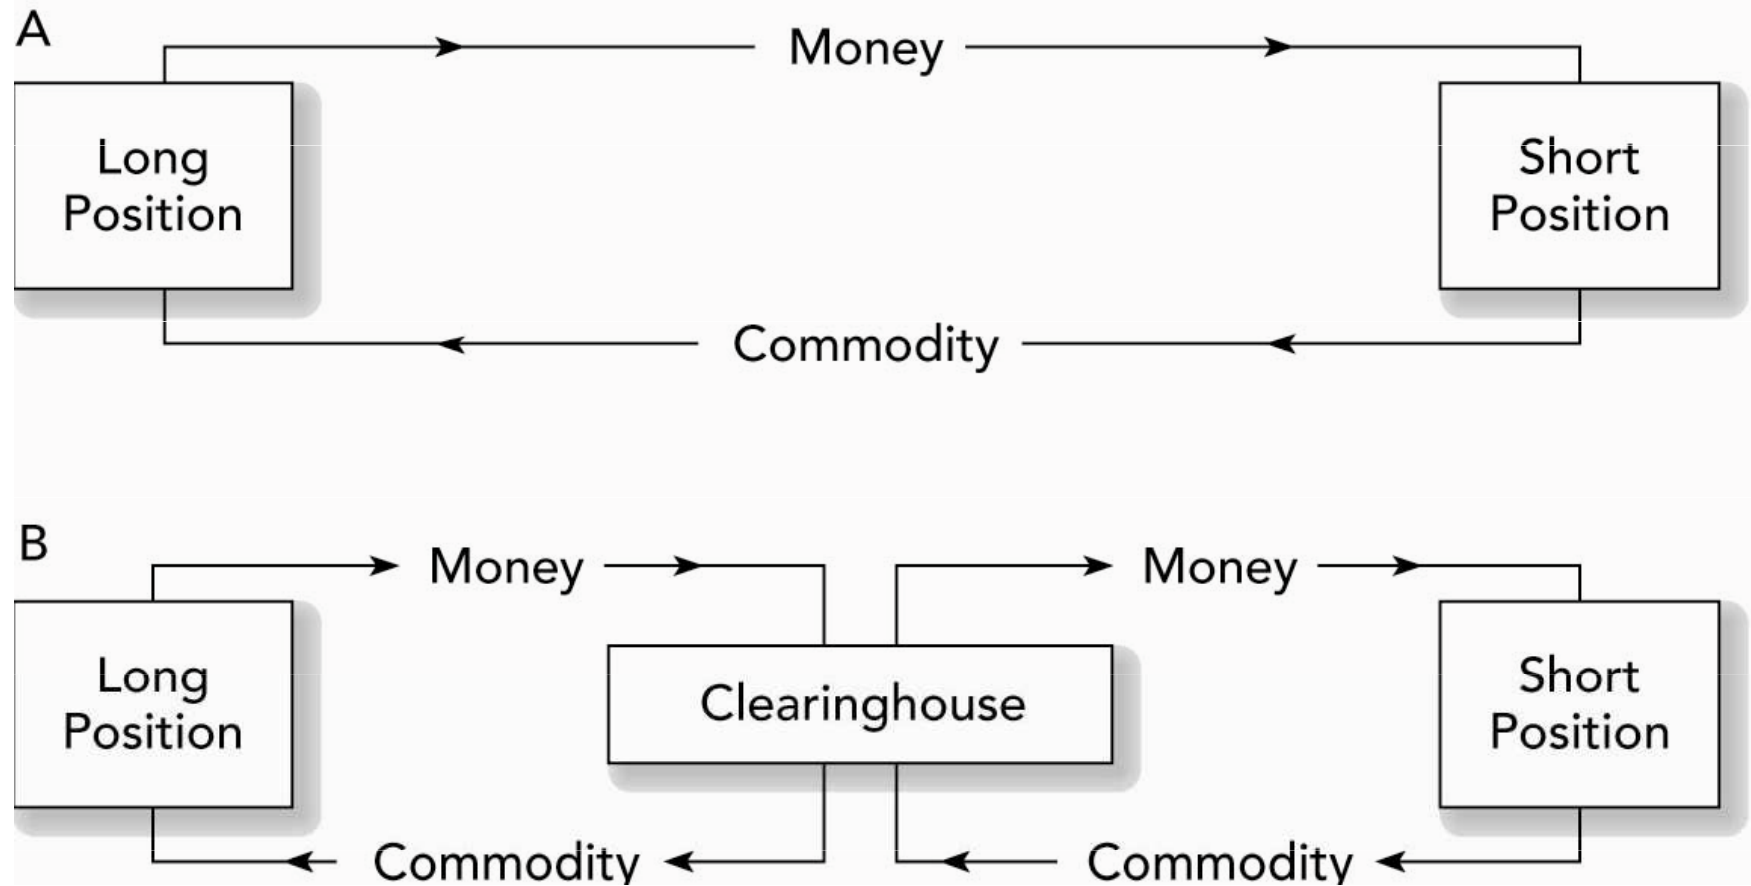 A
Money
Long
Position
Short
Position
Commodity
B
Money
Money
Long
Position
Clearinghouse
Short
Position
Commodity
Commodity